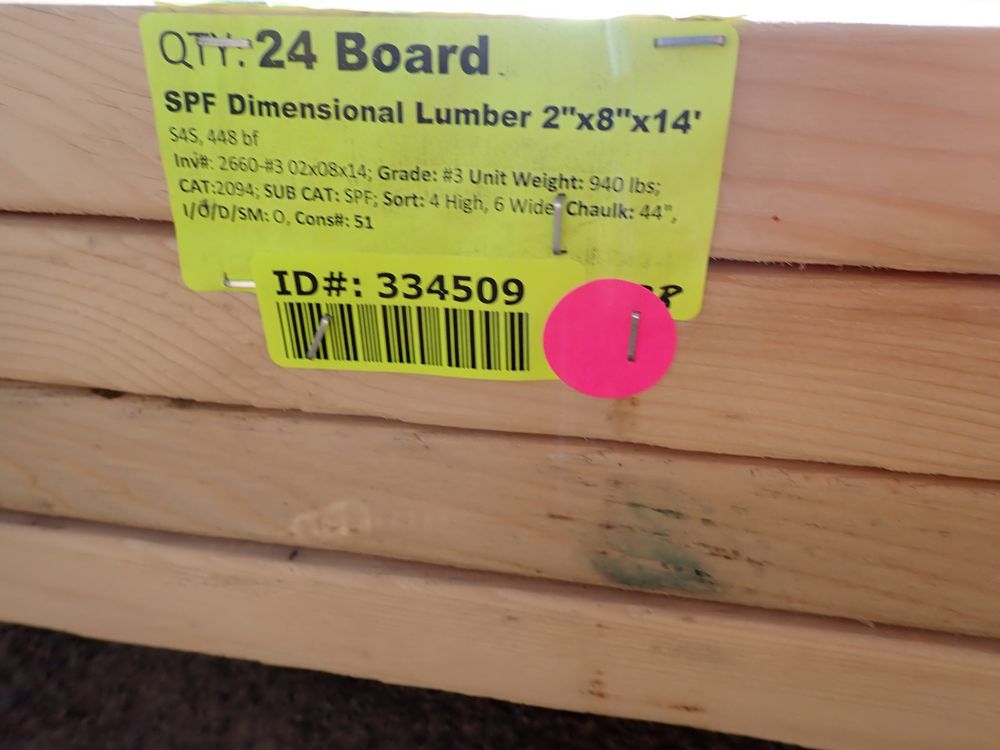 QTY: 24 Board
SPF Dimensional Lumber 2"x8"x14'
S4S, 448 bf
Inv#: 2660-#3 02x08x14; Grade: #3 Unit Weight: 940 lbs;
CAT:2094; SUB CAT: SPF; Sort: 4 High, 6 Wide Chaulk: 44",
I/O/D/SM: O, Cons#: 51
ID#: 334509